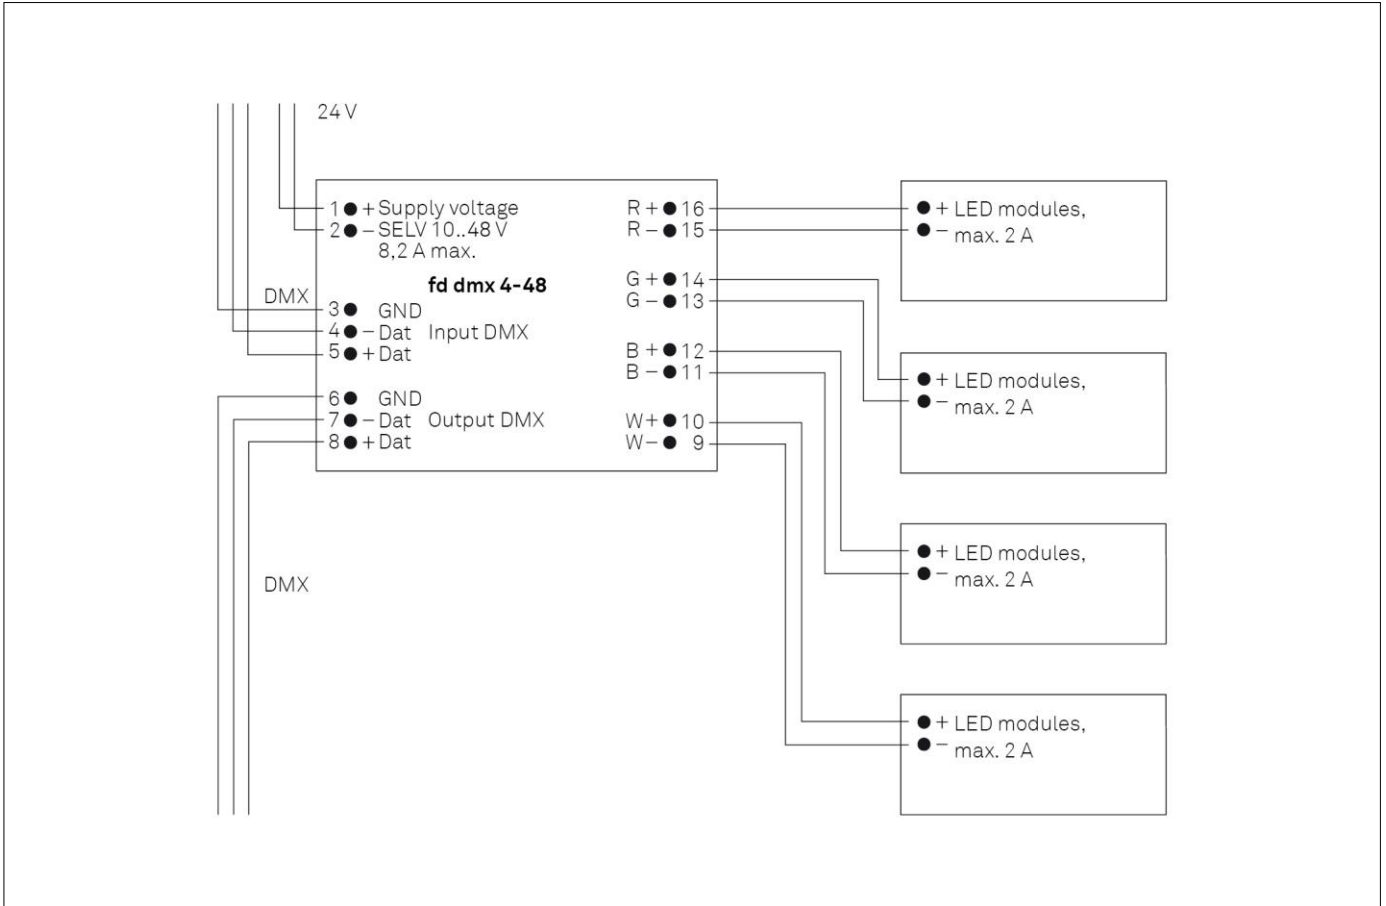 24 V
1 + Supply voltage
2 – SELV 10..48 V
8,2 A max.
fd dmx 4-48
DMX
3 GND
4 – Dat Input DMX
5 + Dat
6 GND
7 – Dat Output DMX
8 + Dat
R + 16
R – 15
G + 14
G – 13
B + 12
B – 11
W+ 10
W– 9
DMX
+ LED modules,
– max. 2 A
+ LED modules,
– max. 2 A
+ LED modules,
– max. 2 A
+ LED modules,
– max. 2 A